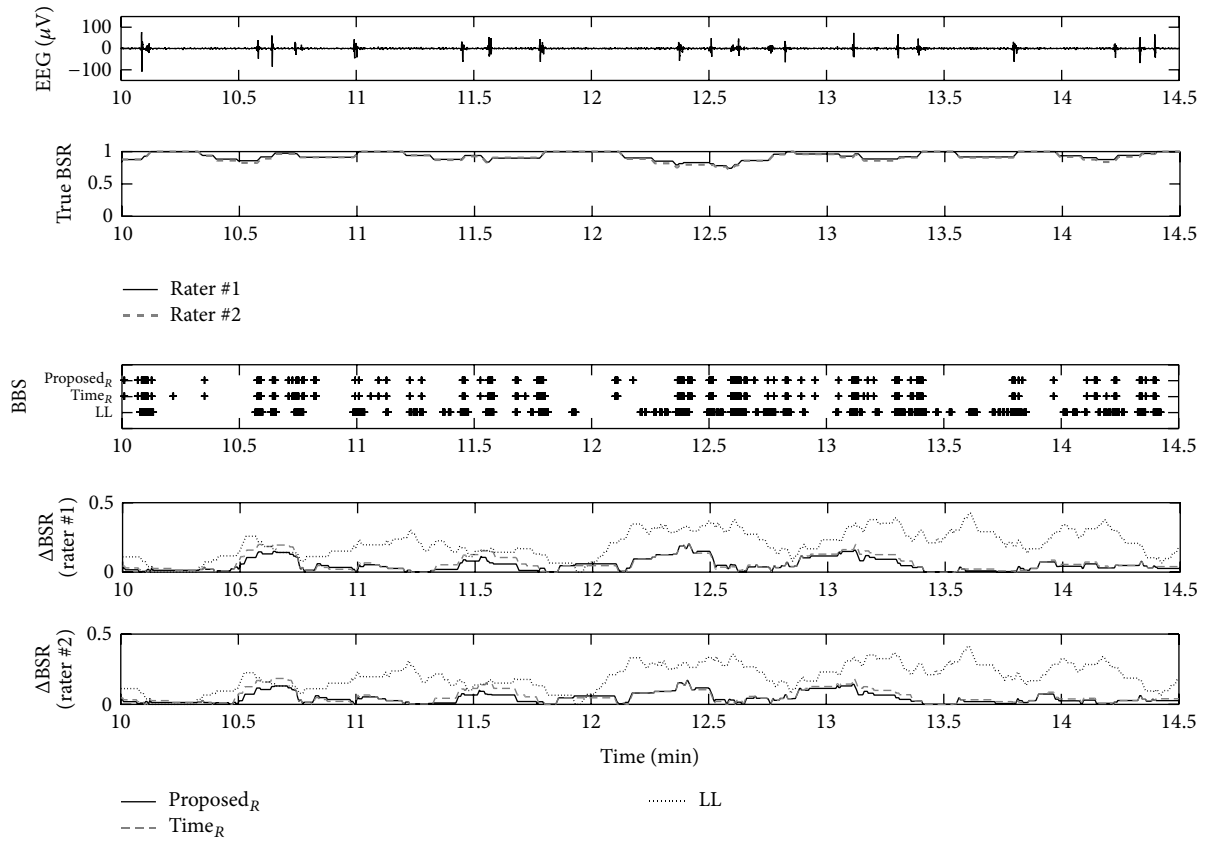 EEG (μV)
100
0
−100
10 10.5 11 11.5 12 12.5 13 13.5 14 14.5
True BSR
1
0.5
0
10 10.5 11 11.5 12 12.5 13 13.5 14 14.5
Rater #1
Rater #2
BBS
Proposed_R
Time_R
LL
10 10.5 11 11.5 12 12.5 13 13.5 14 14.5
ΔBSR
(rater #1)
0.5
0
10 10.5 11 11.5 12 12.5 13 13.5 14 14.5
ΔBSR
(rater #2)
0.5
0
10 10.5 11 11.5 12 12.5 13 13.5 14 14.5
Time (min)
Proposed_R
Time_R
LL